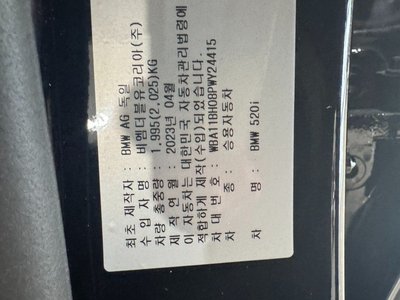 최초 제작자 : BMW AG 독일
수 입 자 명 : 비엠더블유코리아(주)
차량 총중량 : 1,995(2,025)KG
제 작 연 월 : 2023년 04월
이 자동차는 대한민국 자동차관리법령에
적합하게 제작(수입)되었습니다.
차 대 번 호 : WBA11BH08PWY24415
차 종 : 승용자동차
차 명 : BMW 520i